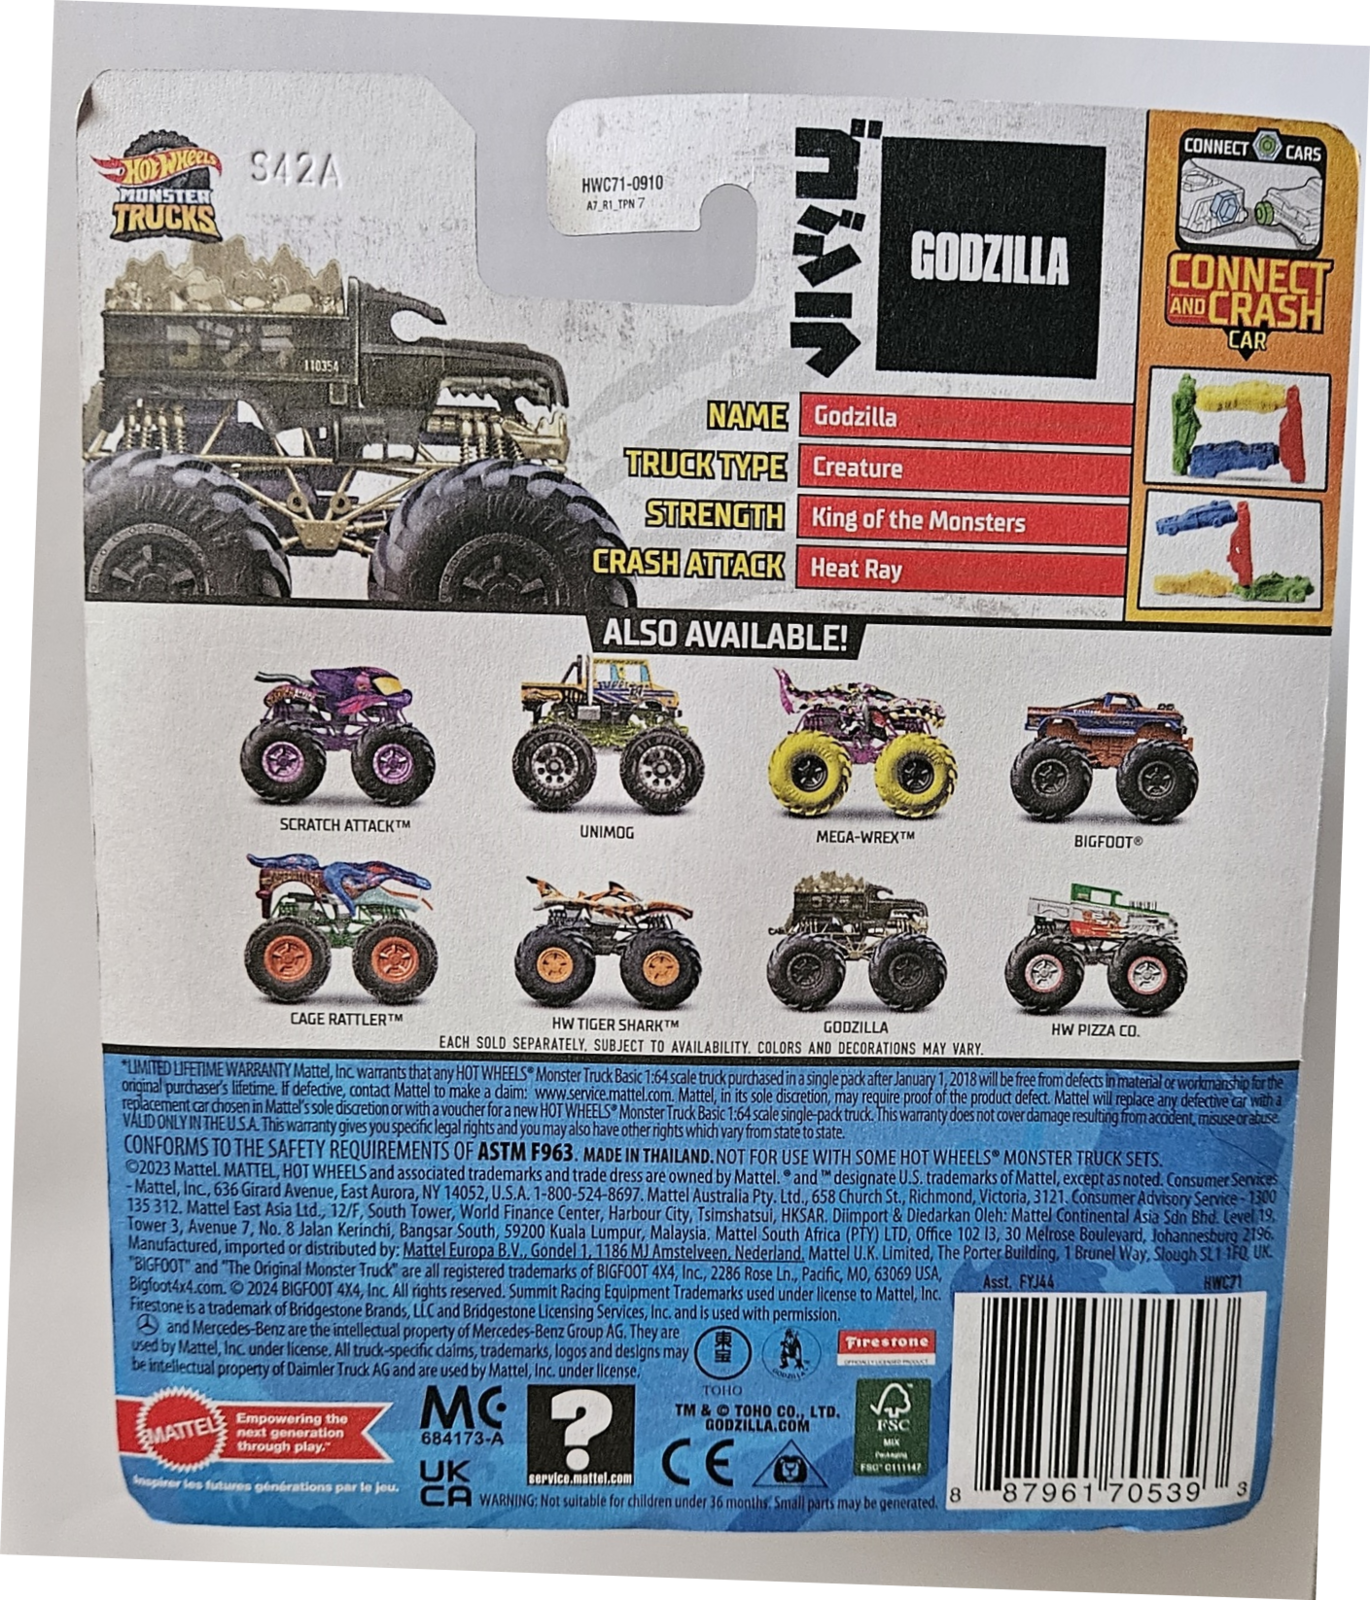 HOT WHEELS
MONSTER
TRUCKS
S42A
HWC71-0910
A7_R1_TPN 7
ゴジラ
GODZILLA
CONNECT CARS
CONNECT
AND CRASH
CAR
ゴジラ
110354
NAME Godzilla
TRUCK TYPE Creature
STRENGTH King of the Monsters
CRASH ATTACK Heat Ray
ALSO AVAILABLE!
SCRATCH ATTACK™
UNIMOG
MEGA-WREX™
BIGFOOT®
CAGE RATTLER™
HW TIGER SHARK™
GODZILLA
HW PIZZA CO.
EACH SOLD SEPARATELY, SUBJECT TO AVAILABILITY. COLORS AND DECORATIONS MAY VARY.
*LIMITED LIFETIME WARRANTY Mattel, Inc. warrants that any HOT WHEELS® Monster Truck Basic 1:64 scale truck purchased in a single pack after January 1, 2018 will be free from defects in material or workmanship for the
original purchaser's lifetime. If defective, contact Mattel to make a claim: www.service.mattel.com. Mattel, in its sole discretion, may require proof of the product defect. Mattel will replace any defective car with a
replacement car chosen in Mattel's sole discretion or with a voucher for a new HOT WHEELS® Monster Truck Basic 1:64 scale single-pack truck. This warranty does not cover damage resulting from accident, misuse or abuse.
VALID ONLY IN THE U.S.A. This warranty gives you specific legal rights and you may also have other rights which vary from state to state.
CONFORMS TO THE SAFETY REQUIREMENTS OF ASTM F963. MADE IN THAILAND. NOT FOR USE WITH SOME HOT WHEELS® MONSTER TRUCK SETS.
©2023 Mattel. MATTEL, HOT WHEELS and associated trademarks and trade dress are owned by Mattel. ® and ™ designate U.S. trademarks of Mattel, except as noted. Consumer Services
- Mattel, Inc., 636 Girard Avenue, East Aurora, NY 14052, U.S.A. 1-800-524-8697. Mattel Australia Pty. Ltd., 658 Church St., Richmond, Victoria, 3121. Consumer Advisory Service - 1300
135 312. Mattel East Asia Ltd., 12/F, South Tower, World Finance Center, Harbour City, Tsimshatsui, HKSAR. Diimport & Diedarkan Oleh: Mattel Continental Asia Sdn Bhd. Level 19,
Tower 3, Avenue 7, No. 8 Jalan Kerinchi, Bangsar South, 59200 Kuala Lumpur, Malaysia. Mattel South Africa (PTY) LTD, Office 102 I3, 30 Melrose Boulevard, Johannesburg 2196.
Manufactured, imported or distributed by: Mattel Europa B.V., Gondel 1, 1186 MJ Amstelveen, Nederland. Mattel U.K. Limited, The Porter Building, 1 Brunel Way, Slough SL1 1FQ, UK.
"BIGFOOT" and "The Original Monster Truck" are all registered trademarks of BIGFOOT 4X4, Inc., 2286 Rose Ln., Pacific, MO, 63069 USA,
Bigfoot4x4.com. © 2024 BIGFOOT 4X4, Inc. All rights reserved. Summit Racing Equipment Trademarks used under license to Mattel, Inc.
Firestone is a trademark of Bridgestone Brands, LLC and Bridgestone Licensing Services, Inc. and is used with permission.
and Mercedes-Benz are the intellectual property of Mercedes-Benz Group AG. They are
used by Mattel, Inc. under license. All truck-specific claims, trademarks, logos and designs may
be intellectual property of Daimler Truck AG and are used by Mattel, Inc. under license.
Asst. FYJ44 HWC71
東宝
TOHO
GODZILLA
Firestone
OFFICIALLY LICENSED PRODUCT
TM & © TOHO CO., LTD.
GODZILLA.COM
FSC
MIX
Packaging
FSC® C111147
MATTEL
Empowering the
next generation
through play.™
Inspirer les futures générations par le jeu.
MC
684173-A
UK
CA
?
service.mattel.com
CE
WARNING: Not suitable for children under 36 months. Small parts may be generated.
8 87961 70539 3